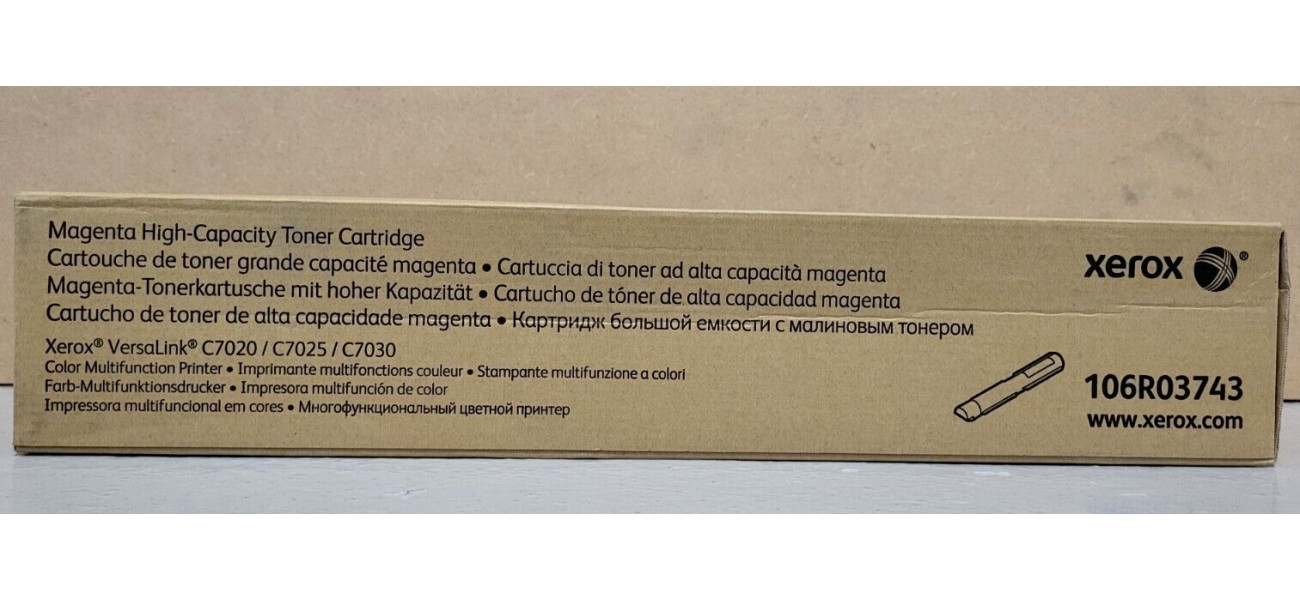 Magenta High-Capacity Toner Cartridge
Cartouche de toner grande capacité magenta • Cartuccia di toner ad alta capacità magenta
Magenta-Tonerkartusche mit hoher Kapazität • Cartucho de tóner de alta capacidad magenta
Cartucho de toner de alta capacidade magenta • Картридж большой емкости с малиновым тонером
Xerox® VersaLink® C7020 / C7025 / C7030
Color Multifunction Printer • Imprimante multifonctions couleur • Stampante multifunzione a colori
Farb-Multifunktionsdrucker • Impresora multifunción de color
Impressora multifuncional em cores • Многофункциональный цветной принтер
xerox ®
106R03743
www.xerox.com